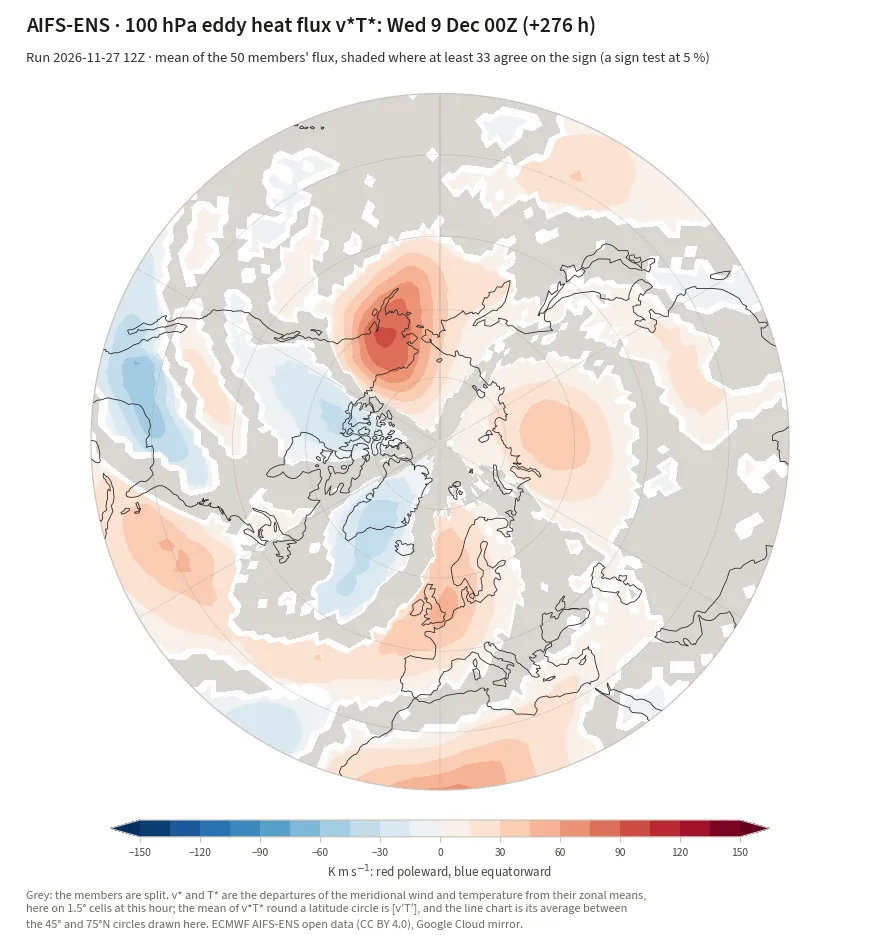 AIFS-ENS · 100 hPa eddy heat flux v*T*: Wed 9 Dec 00Z (+276 h)
Run 2026-11-27 12Z · mean of the 50 members' flux, shaded where at least 33 agree on the sign (a sign test at 5 %)
−150 −120 −90 −60 −30 0 30 60 90 120 150
K m s⁻¹: red poleward, blue equatorward
Grey: the members are split. v* and T* are the departures of the meridional wind and temperature from their zonal means,
here on 1.5° cells at this hour; the mean of v*T* round a latitude circle is [v′T′], and the line chart is its average between
the 45° and 75°N circles drawn here. ECMWF AIFS-ENS open data (CC BY 4.0), Google Cloud mirror.